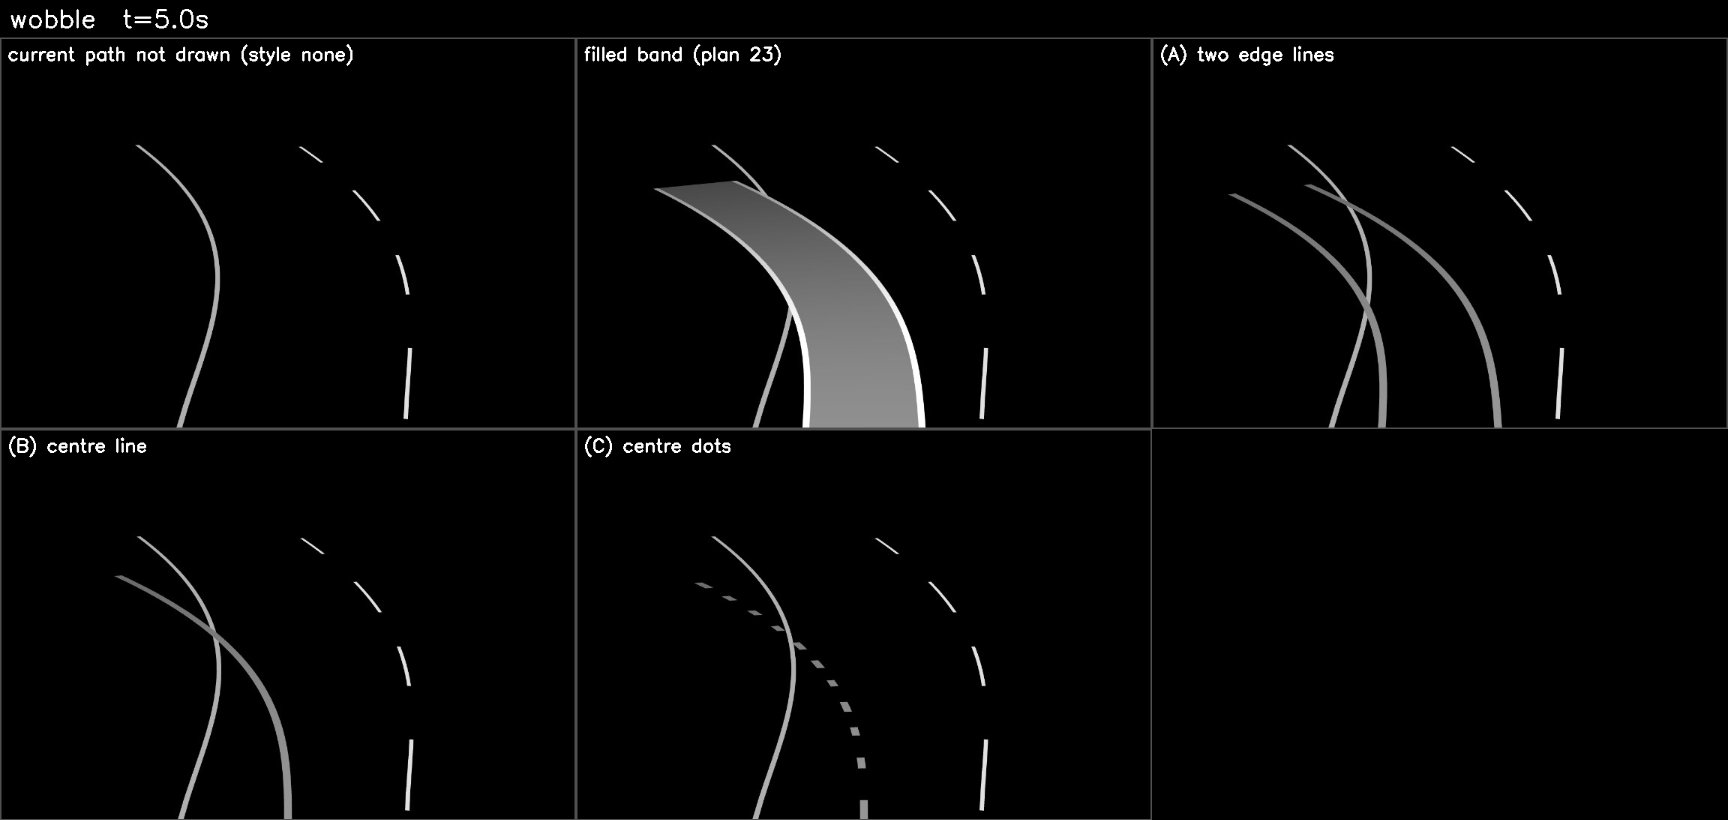 wobble t=5.0s
current path not drawn (style none)
filled band (plan 23)
(A) two edge lines
(B) centre line
(C) centre dots